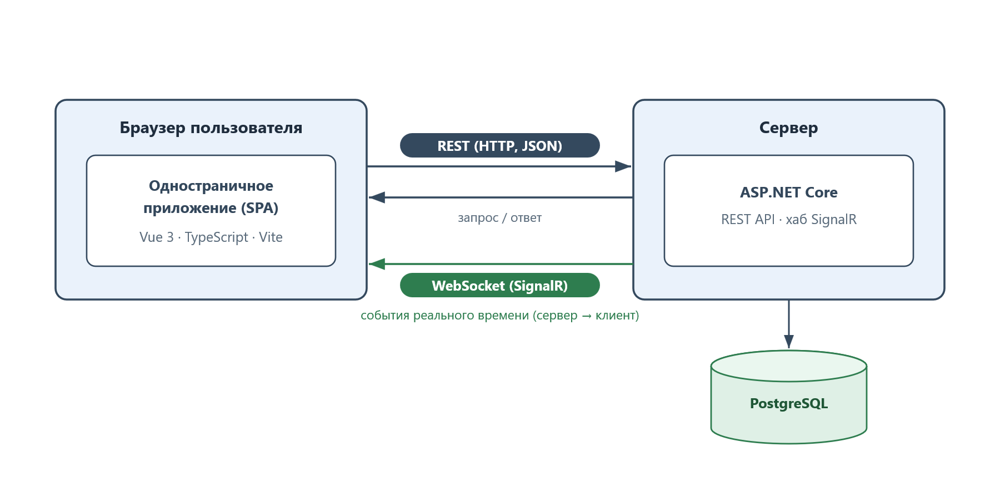 Браузер пользователя
Одностраничное
приложение (SPA)
Vue 3 · TypeScript · Vite
REST (HTTP, JSON)
запрос / ответ
WebSocket (SignalR)
события реального времени (сервер → клиент)
Сервер
ASP.NET Core
REST API · хаб SignalR
PostgreSQL